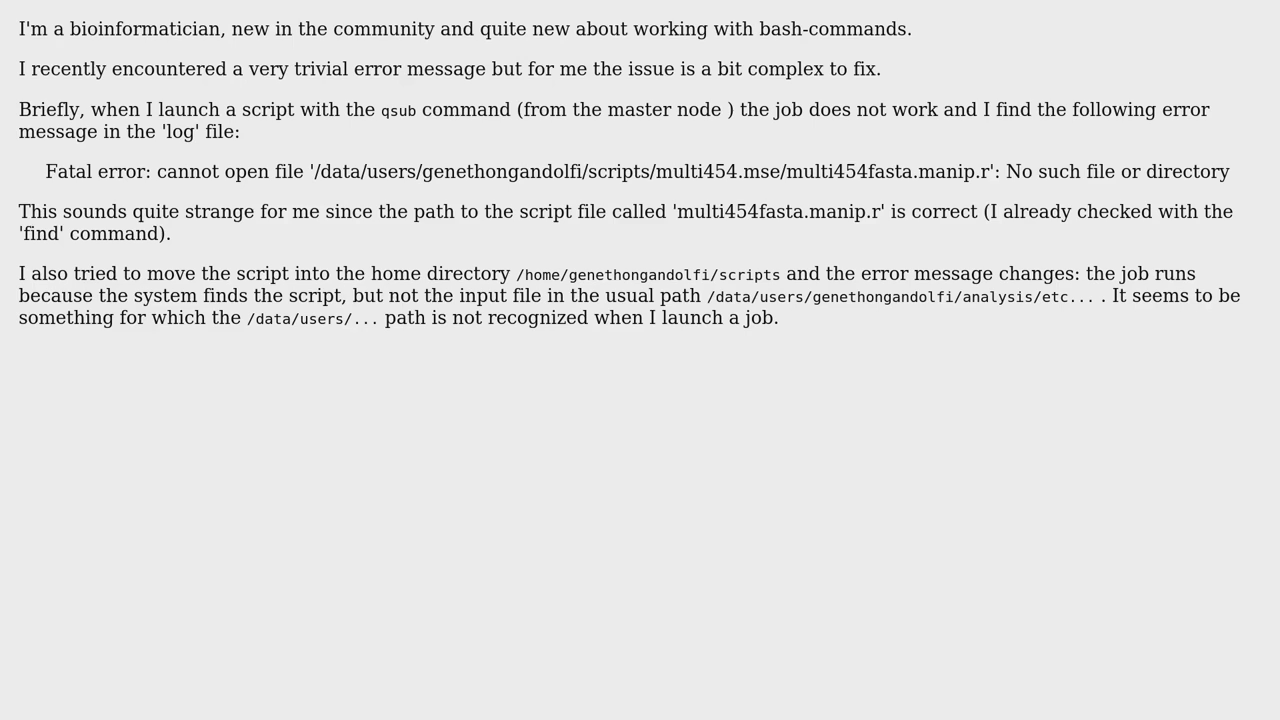 I'm a bioinformatician, new in the community and quite new about working with bash-commands.
I recently encountered a very trivial error message but for me the issue is a bit complex to fix.
Briefly, when I launch a script with the qsub command (from the master node ) the job does not work and I find the following error
message in the 'log' file:
Fatal error: cannot open file '/data/users/genethongandolfi/scripts/multi454.mse/multi454fasta.manip.r': No such file or directory
This sounds quite strange for me since the path to the script file called 'multi454fasta.manip.r' is correct (I already checked with the
'find' command).
I also tried to move the script into the home directory /home/genethongandolfi/scripts and the error message changes: the job runs
because the system finds the script, but not the input file in the usual path /data/users/genethongandolfi/analysis/etc... . It seems to be
something for which the /data/users/... path is not recognized when I launch a job.